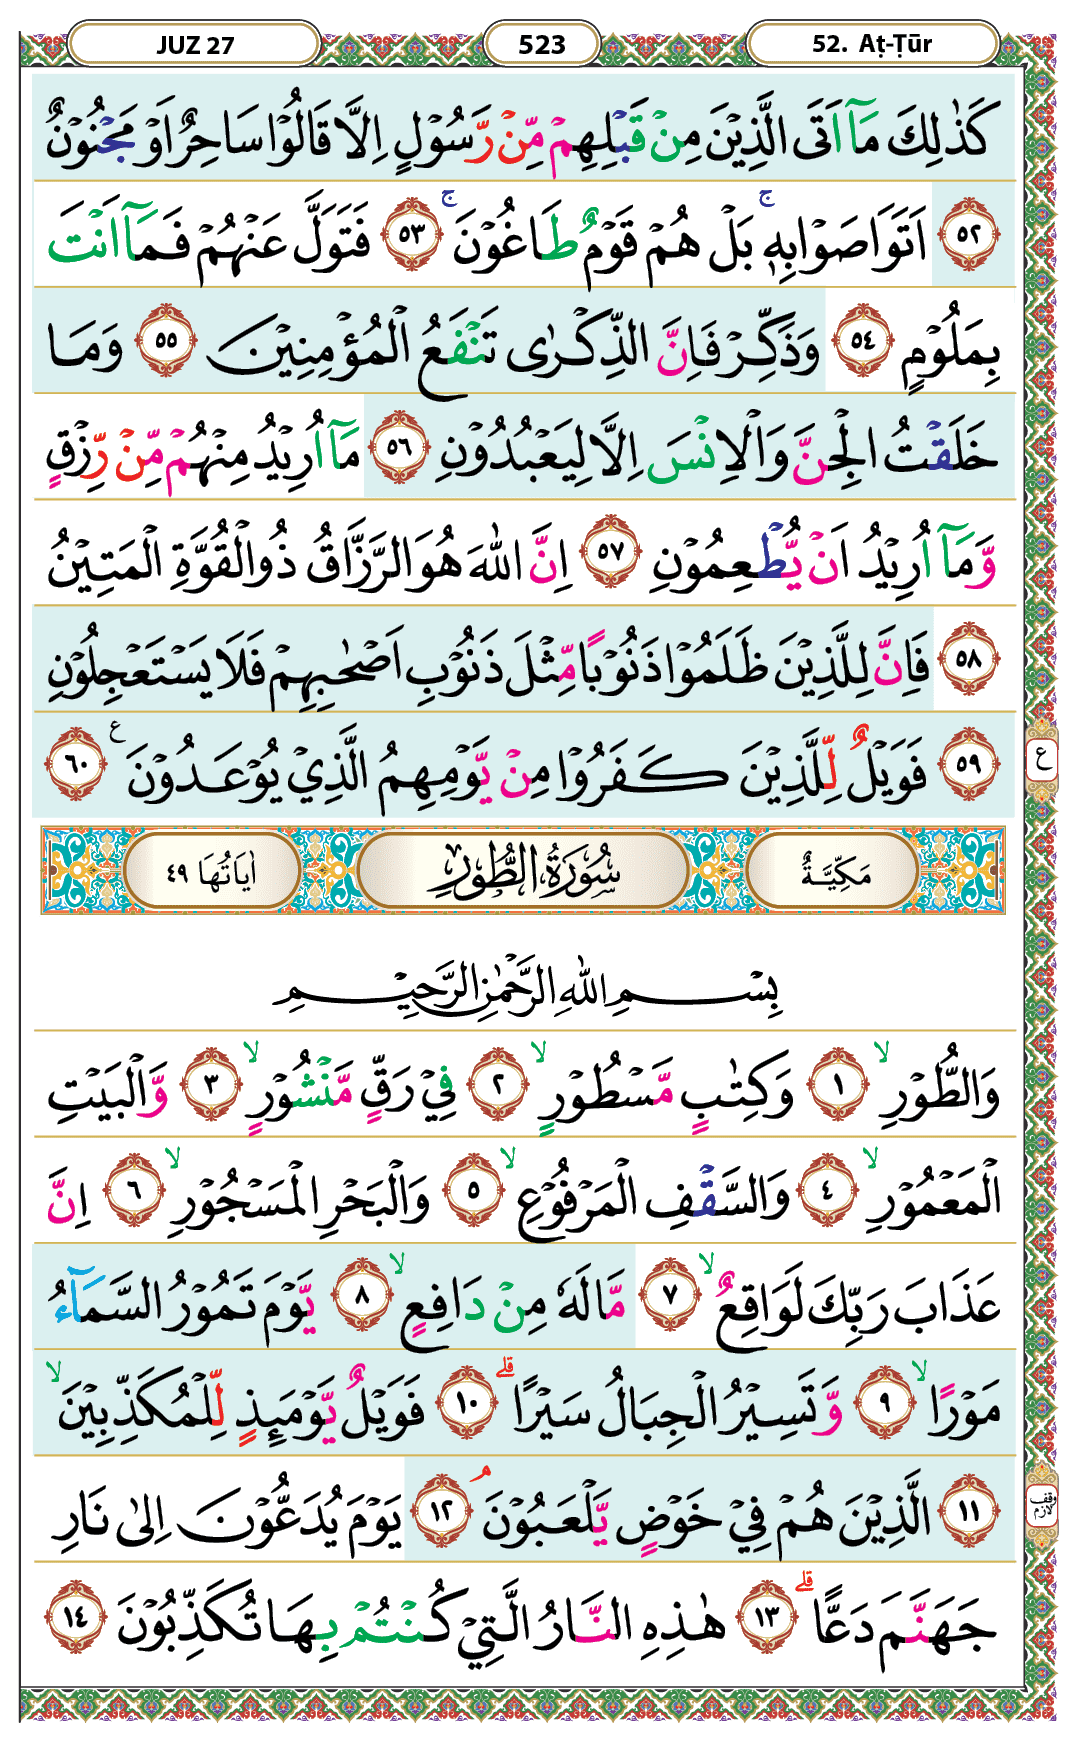 JUZ 27
523
52. Aṭ-Ṭūr
كَذٰلِكَ مَاۤ اَتَى الَّذِيْنَ مِنْ قَبْلِهِمْ مِّنْ رَّسُوْلٍ اِلَّا قَالُوْا سَاحِرٌ اَوْ مَجْنُوْنٌ
٥٢ اَتَوَاصَوْا بِهٖ ۚ بَلْ هُمْ قَوْمٌ طَاغُوْنَ ۚ ٥٣ فَتَوَلَّ عَنْهُمْ فَمَاۤ اَنْتَ
بِمَلُوْمٍ ٥٤ وَذَكِّرْ فَاِنَّ الذِّكْرٰى تَنْفَعُ الْمُؤْمِنِيْنَ ٥٥ وَمَا
خَلَقْتُ الْجِنَّ وَالْاِنْسَ اِلَّا لِيَعْبُدُوْنِ ٥٦ مَاۤ اُرِيْدُ مِنْهُمْ مِّنْ رِّزْقٍ
وَّمَاۤ اُرِيْدُ اَنْ يُّطْعِمُوْنِ ٥٧ اِنَّ اللّٰهَ هُوَ الرَّزَّاقُ ذُو الْقُوَّةِ الْمَتِيْنُ
٥٨ فَاِنَّ لِلَّذِيْنَ ظَلَمُوْا ذَنُوْبًا مِّثْلَ ذَنُوْبِ اَصْحٰبِهِمْ فَلَا يَسْتَعْجِلُوْنِ
٥٩ فَوَيْلٌ لِّلَّذِيْنَ كَفَرُوْا مِنْ يَّوْمِهِمُ الَّذِيْ يُوْعَدُوْنَ ع ٦٠
ع
مَكِّيَّةٌ
سُوْرَةُ الطُّوْرِ
اٰيَاتُهَا ٤٩
بِسْمِ اللّٰهِ الرَّحْمٰنِ الرَّحِيْمِ
وَالطُّوْرِ ۙ ١ وَكِتٰبٍ مَّسْطُوْرٍ ۙ ٢ فِيْ رَقٍّ مَّنْشُوْرٍ ۙ ٣ وَّالْبَيْتِ
الْمَعْمُوْرِ ۙ ٤ وَالسَّقْفِ الْمَرْفُوْعِ ۙ ٥ وَالْبَحْرِ الْمَسْجُوْرِ ۙ ٦ اِنَّ
عَذَابَ رَبِّكَ لَوَاقِعٌ ۙ ٧ مَّا لَهٗ مِنْ دَافِعٍ ۙ ٨ يَّوْمَ تَمُوْرُ السَّمَآءُ
مَوْرًا ۙ ٩ وَّتَسِيْرُ الْجِبَالُ سَيْرًا ۗ ١٠ فَوَيْلٌ يَّوْمَئِذٍ لِّلْمُكَذِّبِيْنَ ۙ
١١ الَّذِيْنَ هُمْ فِيْ خَوْضٍ يَّلْعَبُوْنَ ۘ ١٢ يَوْمَ يُدَعُّوْنَ اِلٰى نَارِ
وقف لازم
جَهَنَّمَ دَعًّا ۗ ١٣ هٰذِهِ النَّارُ الَّتِيْ كُنْتُمْ بِهَا تُكَذِّبُوْنَ ١٤